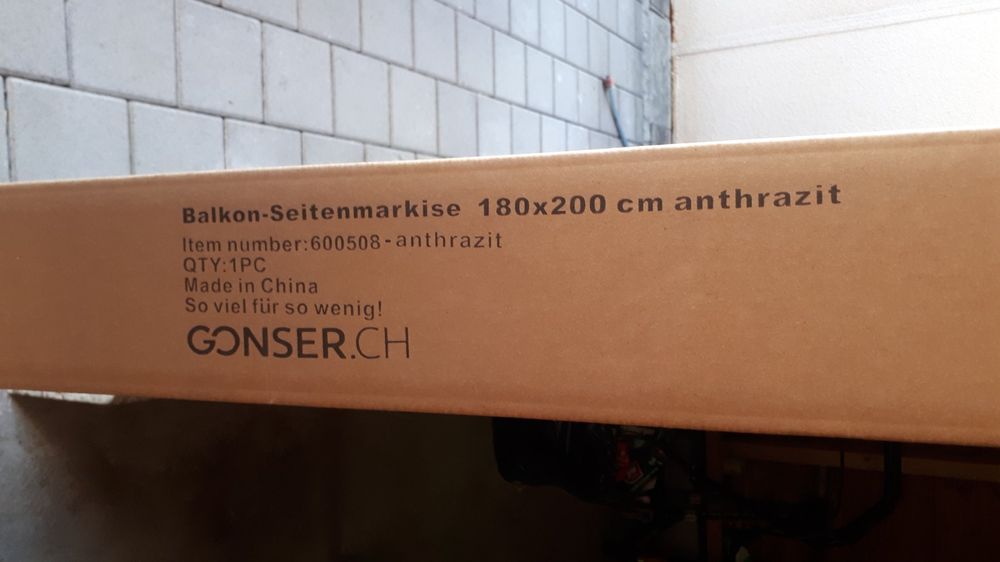 Balkon-Seitenmarkise 180x200 cm anthrazit
Item number:600508-anthrazit
QTY:1PC
Made in China
So viel für so wenig!
GONSER.CH